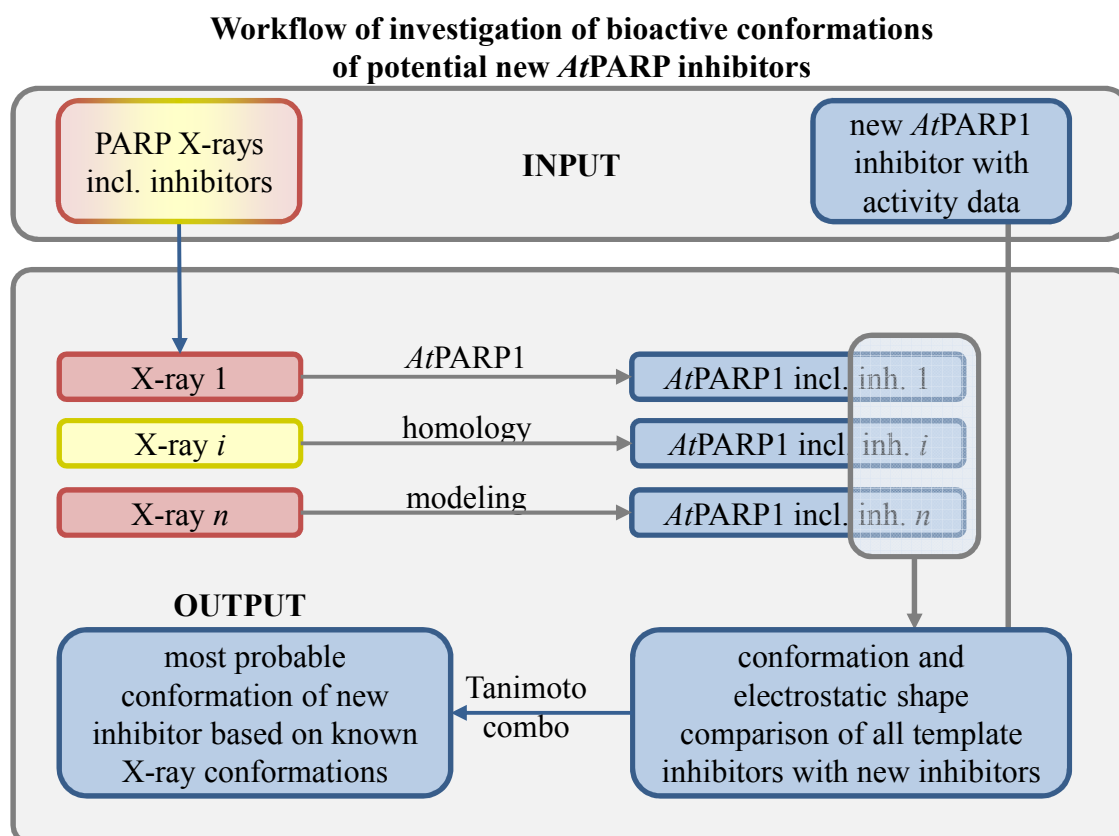 Workflow of investigation of bioactive conformations
of potential new AtPARP inhibitors
PARP X-rays
incl. inhibitors
INPUT
new AtPARP1
inhibitor with
activity data
X-ray 1
AtPARP1
AtPARP1 incl. inh. 1
X-ray i
homology
AtPARP1 incl. inh. i
X-ray n
modeling
AtPARP1 incl. inh. n
OUTPUT
most probable
conformation of new
inhibitor based on known
X-ray conformations
Tanimoto
combo
conformation and
electrostatic shape
comparison of all template
inhibitors with new inhibitors